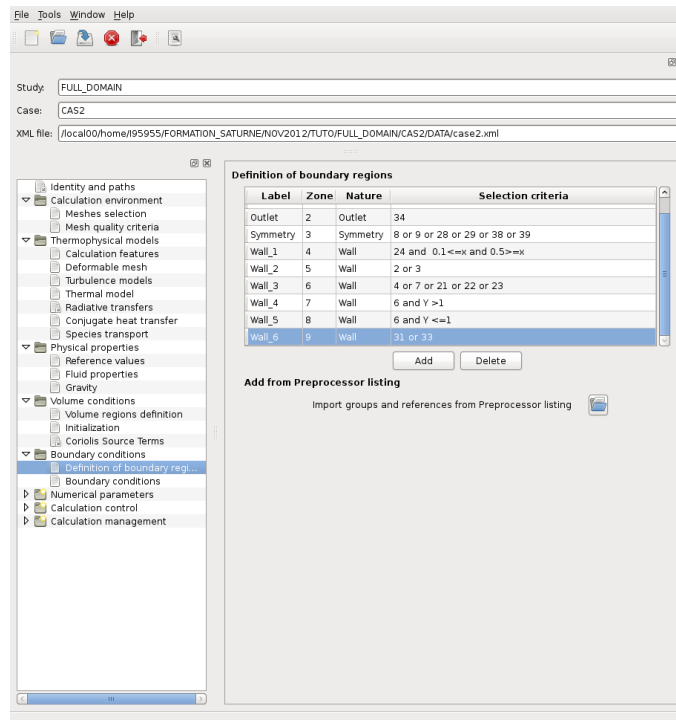 File Tools Window Help
Study: FULL_DOMAIN
Case: CAS2
XML file: /local00/home/I95955/FORMATION_SATURNE/NOV2012/TUTO/FULL_DOMAIN/CAS2/DATA/case2.xml
Identity and paths
Calculation environment
Meshes selection
Mesh quality criteria
Thermophysical models
Calculation features
Deformable mesh
Turbulence models
Thermal model
Radiative transfers
Conjugate heat transfer
Species transport
Physical properties
Reference values
Fluid properties
Gravity
Volume conditions
Volume regions definition
Initialization
Coriolis Source Terms
Boundary conditions
Definition of boundary regi...
Boundary conditions
Numerical parameters
Calculation control
Calculation management
Definition of boundary regions
Label Zone Nature Selection criteria
Outlet 2 Outlet 34
Symmetry 3 Symmetry 8 or 9 or 28 or 29 or 38 or 39
Wall_1 4 Wall 24 and 0.1<=x and 0.5>=x
Wall_2 5 Wall 2 or 3
Wall_3 6 Wall 4 or 7 or 21 or 22 or 23
Wall_4 7 Wall 6 and Y >1
Wall_5 8 Wall 6 and Y <=1
Wall_6 9 Wall 31 or 33
Add Delete
Add from Preprocessor listing
Import groups and references from Preprocessor listing